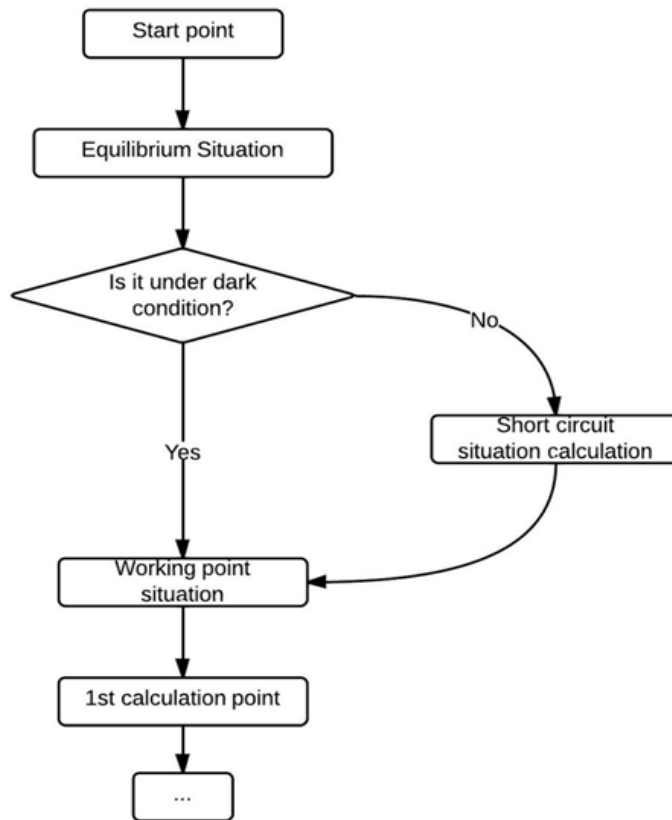 Start point
Equilibrium Situation
Is it under dark
condition?
No
Short circuit
situation calculation
Yes
Working point
situation
1st calculation point
...